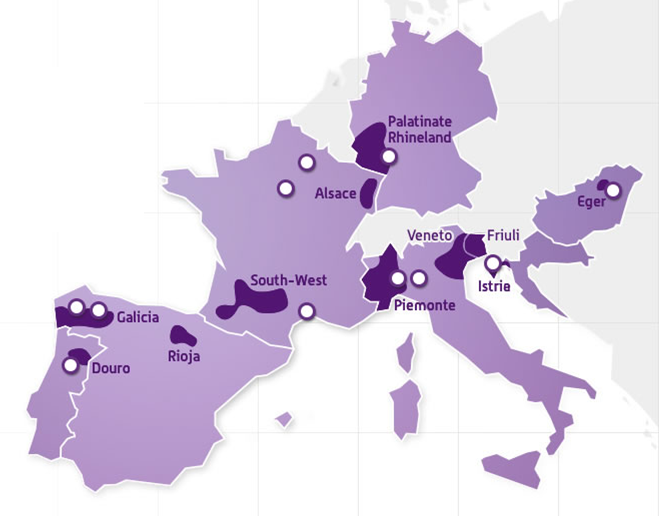 Palatinate
Rhineland
Alsace
Eger
Veneto
Friuli
South-West
Istrie
Piemonte
Galicia
Rioja
Douro